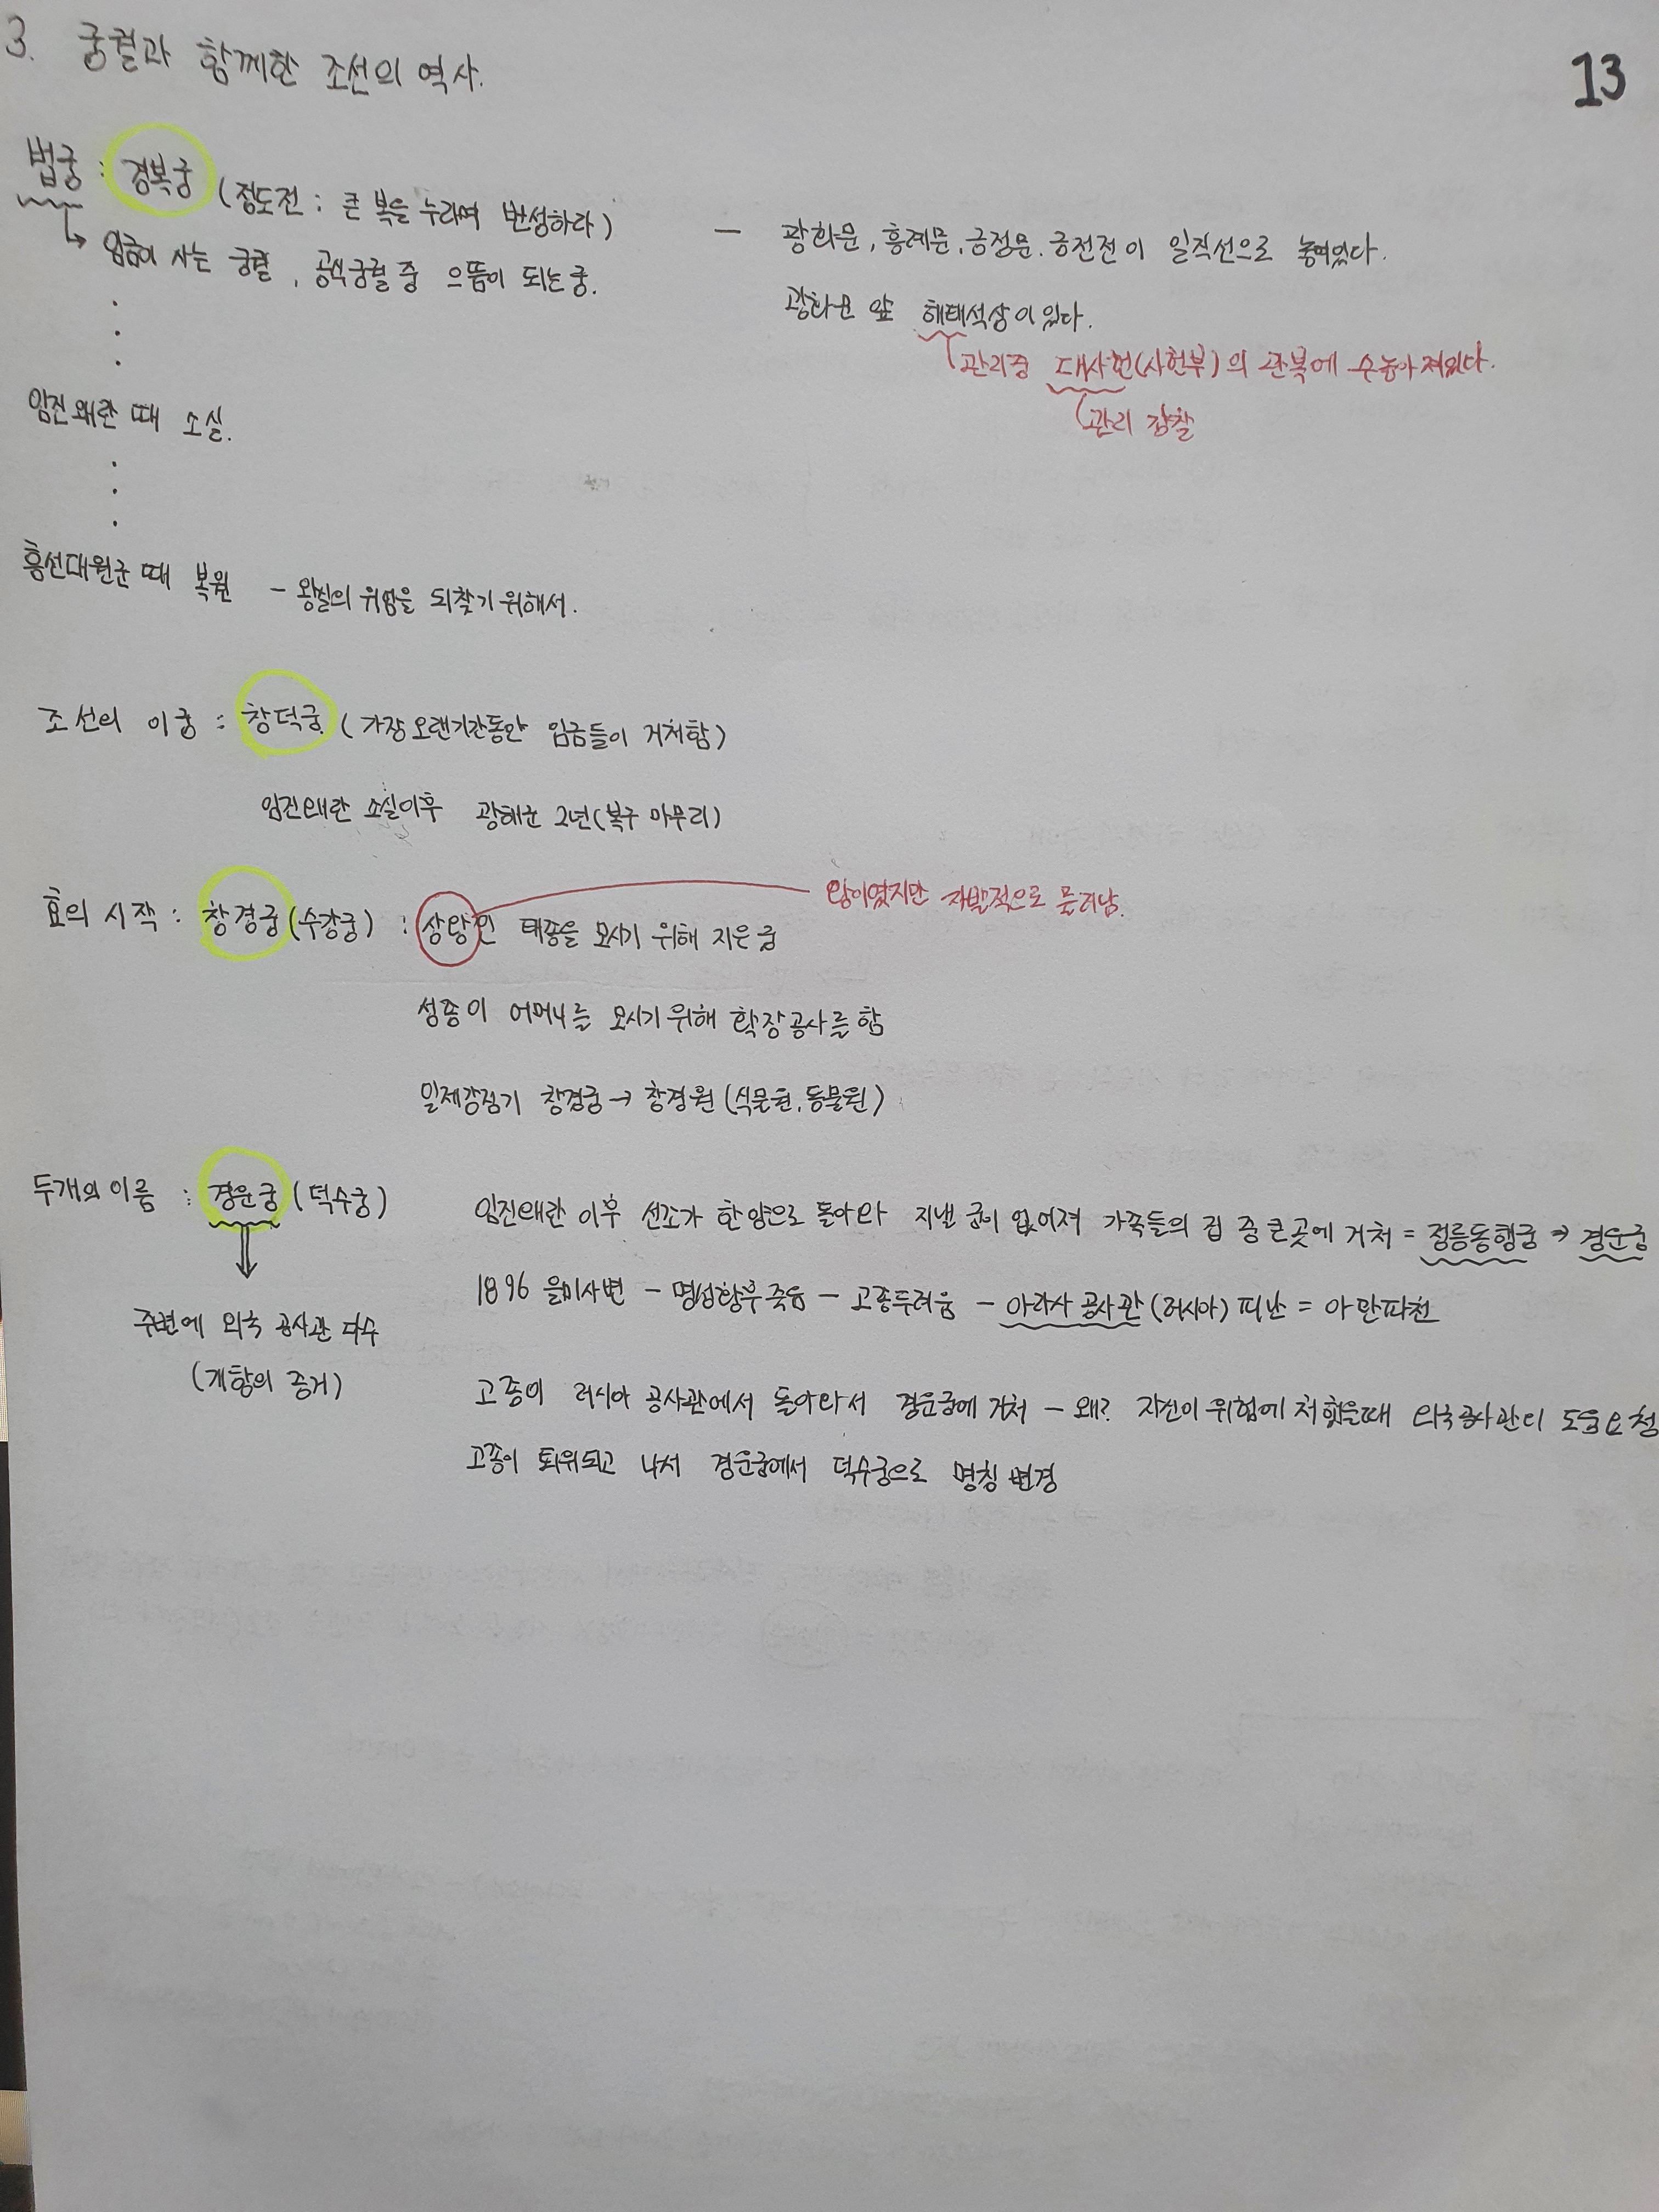 3. 궁궐과 함께한 조선의 역사.
13
법궁 : 경복궁 (정도전 : 큰 복을 누리며 번성하라)
↳ 임금이 사는 궁궐, 공식궁궐 중 으뜸이 되는 궁.
- 광화문, 흥례문, 근정문. 근전전이 일직선으로 놓여있다.
광화문 앞 해태석상이 있다.
관리중 대사헌(사헌부)의 관복에 수놓아져있다.
관리 감찰
임진왜란 때 소실.
흥선대원군 때 복원 - 왕실의 위엄을 되찾기 위해서.
조선의 이궁 : 창덕궁 (가장 오랜기간동안 임금들이 거처함)
임진왜란 소실이후 광해군 2년(복구 마무리)
효의 시작 : 창경궁 (수강궁) : 상왕인 태종을 모시기 위해 지은 궁
왕이였지만 자발적으로 물러남.
성종이 어머니를 모시기 위해 확장공사를 함
일제강점기 창경궁 → 창경원 (식물원, 동물원)
두개의 이름 : 경운궁 (덕수궁)
주변에 외국 공사관 다수
(개항의 증거)
임진왜란 이후 선조가 한양으로 돌아와 지낼 궁이 없어져 가족들의 집 중 큰 곳에 거처 = 정릉동행궁 → 경운궁
1896 을미사변 - 명성황후 죽음 - 고종두려움 - 아라사 공사관 (러시아) 피난 = 아관파천
고종이 러시아 공사관에서 돌아와서 경운궁에 거처 - 왜? 자신이 위험에 처했을때 외국공사관의 도움요청
고종이 퇴위되고 나서 경운궁에서 덕수궁으로 명칭 변경